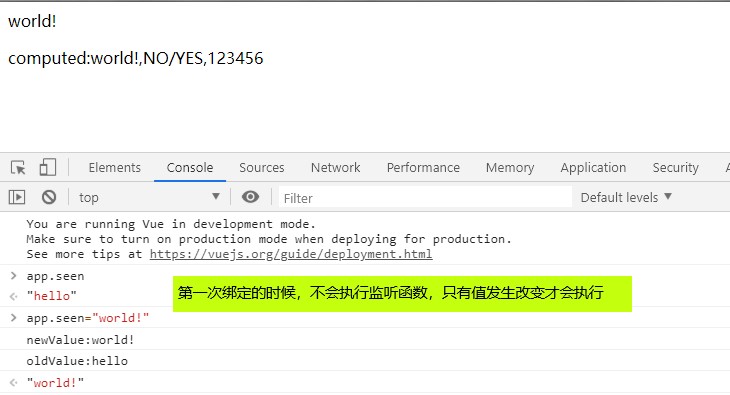 world!
computed:world!,NO/YES,123456
Elements Console Sources Network Performance Memory Application Security
top Filter Default levels
You are running Vue in development mode.
Make sure to turn on production mode when deploying for production.
See more tips at https://vuejs.org/guide/deployment.html
app.seen
"hello"
第一次绑定的时候，不会执行监听函数，只有值发生改变才会执行
app.seen="world!"
newValue:world!
oldValue:hello
"world!"